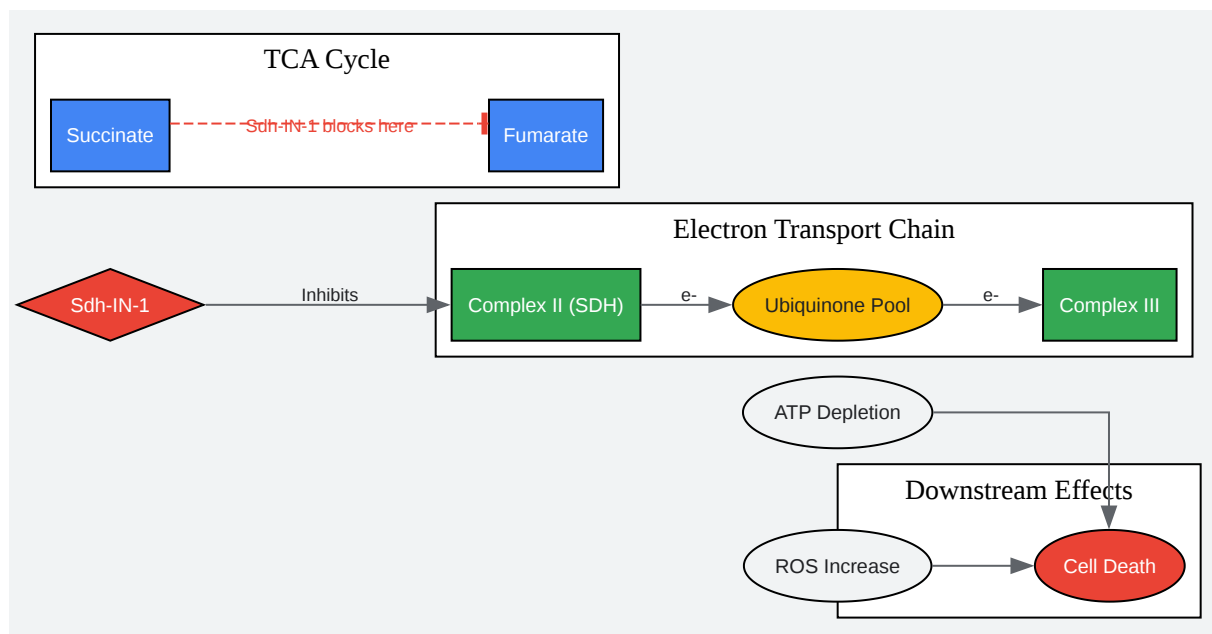 TCA Cycle
Succinate
Sdh-IN-1 blocks here
Fumarate
Electron Transport Chain
Sdh-IN-1
Inhibits
Complex II (SDH)
e-
Ubiquinone Pool
e-
Complex III
ATP Depletion
Downstream Effects
ROS Increase
Cell Death